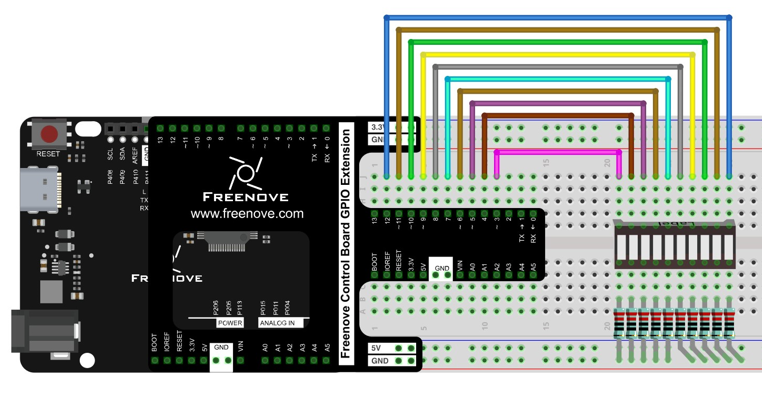 RESET
SCL
SDA
AREF
GND
P408
P409
P410
P411
L
TX
RX
13
12
~11
~10
~9
8
7
~6
~5
4
~3
2
TX → 1
RX ← 0
FREENOVE
www.freenove.com
FREENOVE
P206
P205
P113
P015
P011
P004
POWER
ANALOG IN
BOOT
IOREF
RESET
3.3V
5V
GND
VIN
A0
A1
A2
A3
A4
A5
Freenove Control Board GPIO Extension
3.3V
GND
5V
GND
13
12
~11
~10
~9
8
7
~6
~5
4
~3
2
TX → 1
RX ← 0
BOOT
IOREF
RESET
3.3V
5V
GND
VIN
A0
A1
A2
A3
A4
A5
1
5
10
15
20